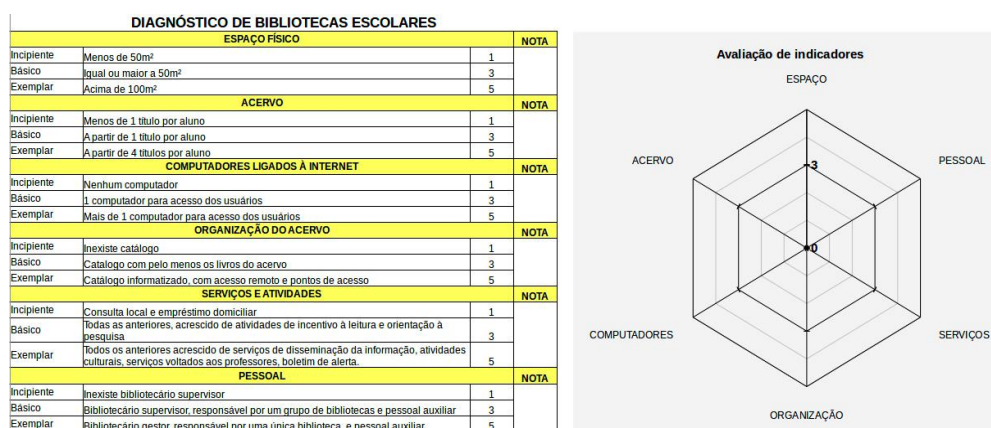 DIAGNÓSTICO DE BIBLIOTECAS ESCOLARES
ESPAÇO FÍSICO NOTA
Incipiente Menos de 50m² 1
Básico Igual ou maior a 50m² 3
Exemplar Acima de 100m² 5
ACERVO NOTA
Incipiente Menos de 1 título por aluno 1
Básico A partir de 1 título por aluno 3
Exemplar A partir de 4 títulos por aluno 5
COMPUTADORES LIGADOS À INTERNET NOTA
Incipiente Nenhum computador 1
Básico 1 computador para acesso dos usuários 3
Exemplar Mais de 1 computador para acesso dos usuários 5
ORGANIZAÇÃO DO ACERVO NOTA
Incipiente Inexiste catálogo 1
Básico Catalogo com pelo menos os livros do acervo 3
Exemplar Catálogo informatizado, com acesso remoto e pontos de acesso 5
SERVIÇOS E ATIVIDADES NOTA
Incipiente Consulta local e empréstimo domiciliar 1
Básico Todas as anteriores, acrescido de atividades de incentivo à leitura e orientação à
pesquisa 3
Exemplar Todos os anteriores acrescido de serviços de disseminação da informação, atividades
culturais, serviços voltados aos professores, boletim de alerta. 5
PESSOAL NOTA
Incipiente Inexiste bibliotecário supervisor 1
Básico Bibliotecário supervisor, responsável por um grupo de bibliotecas e pessoal auxiliar 3
Exemplar Bibliotecário gestor, responsável por uma única biblioteca, e pessoal auxiliar 5
Avaliação de indicadores
ESPAÇO
ACERVO
PESSOAL
3
0
COMPUTADORES
SERVIÇOS
ORGANIZAÇÃO